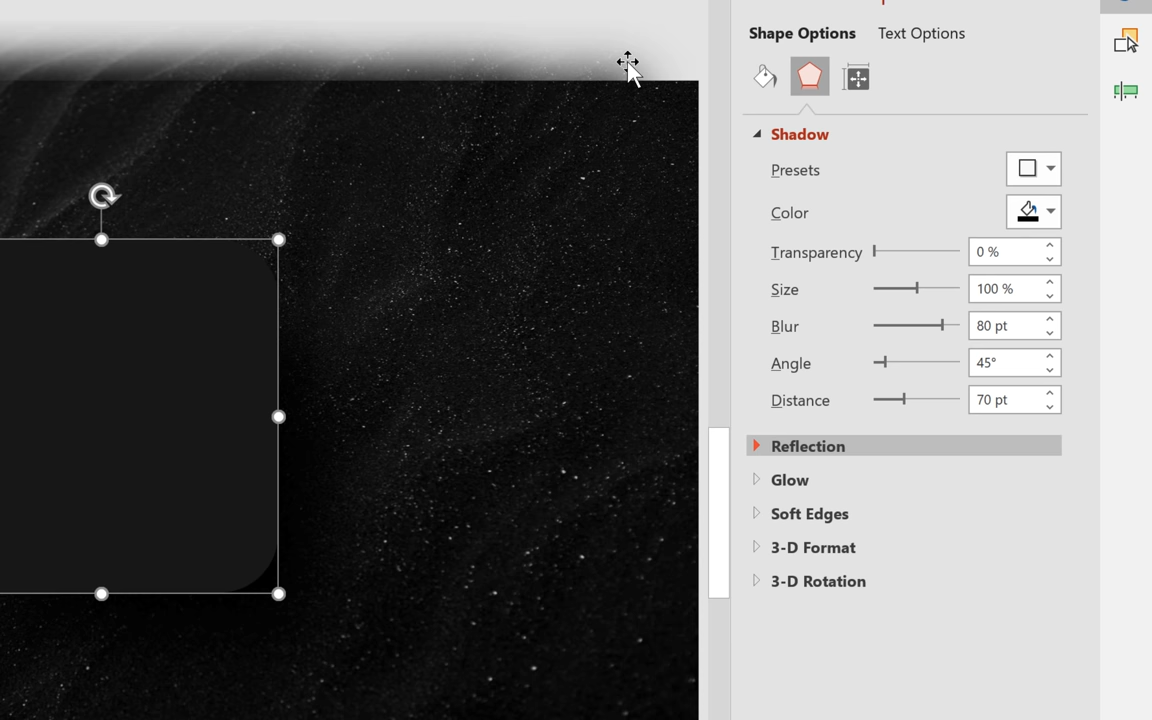 Shape Options Text Options
Shadow
Presets
Color
Transparency 0 %
Size 100 %
Blur 80 pt
Angle 45°
Distance 70 pt
Reflection
Glow
Soft Edges
3-D Format
3-D Rotation